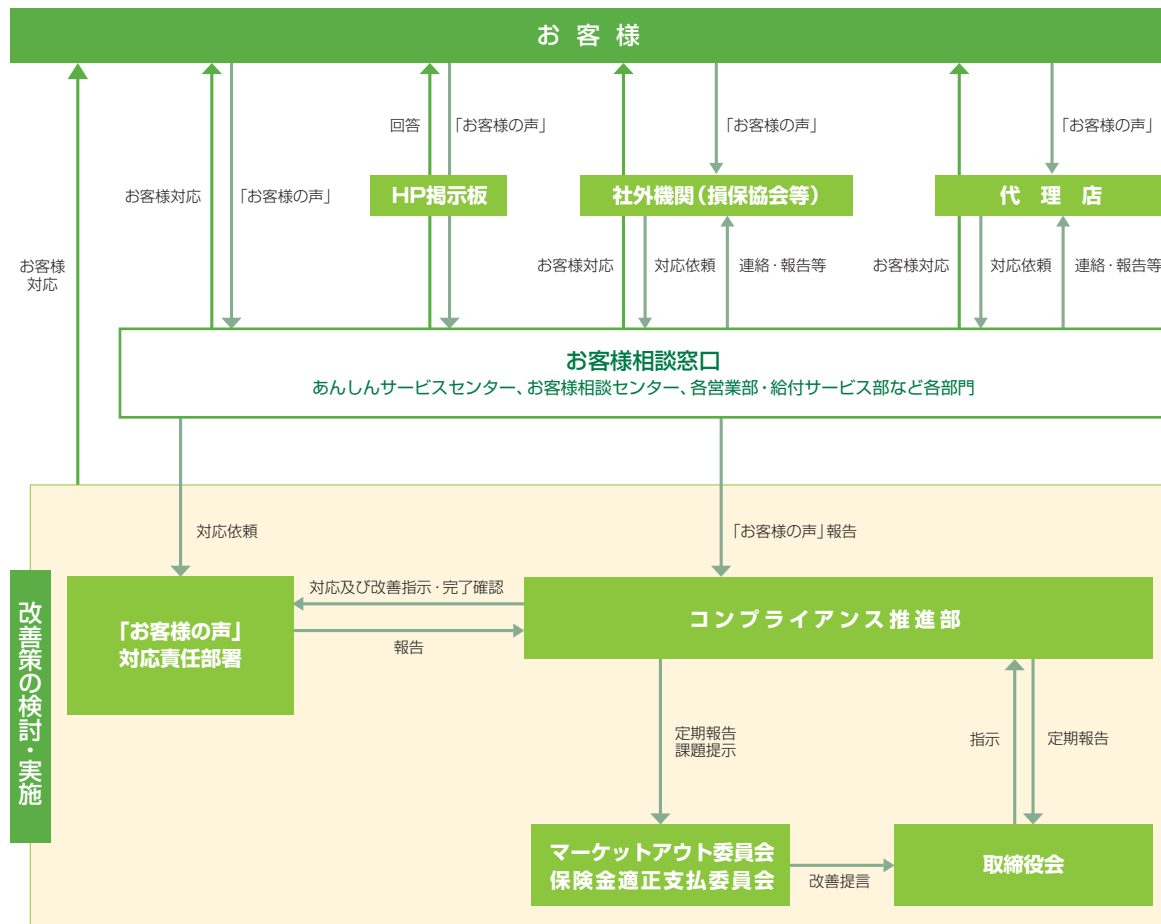 お客様
回答
「お客様の声」
「お客様の声」
「お客様の声」
お客様対応
「お客様の声」
HP掲示板
社外機関（損保協会等）
代理店
お客様
対応
お客様対応
対応依頼
連絡・報告等
お客様対応
対応依頼
連絡・報告等
お客様相談窓口
あんしんサービスセンター、お客様相談センター、各営業部・給付サービス部など各部門
対応依頼
「お客様の声」報告
改善策の検討・実施
「お客様の声」
対応責任部署
対応及び改善指示・完了確認
報告
コンプライアンス推進部
定期報告
課題提示
指示
定期報告
マーケットアウト委員会
保険金適正支払委員会
改善提言
取締役会